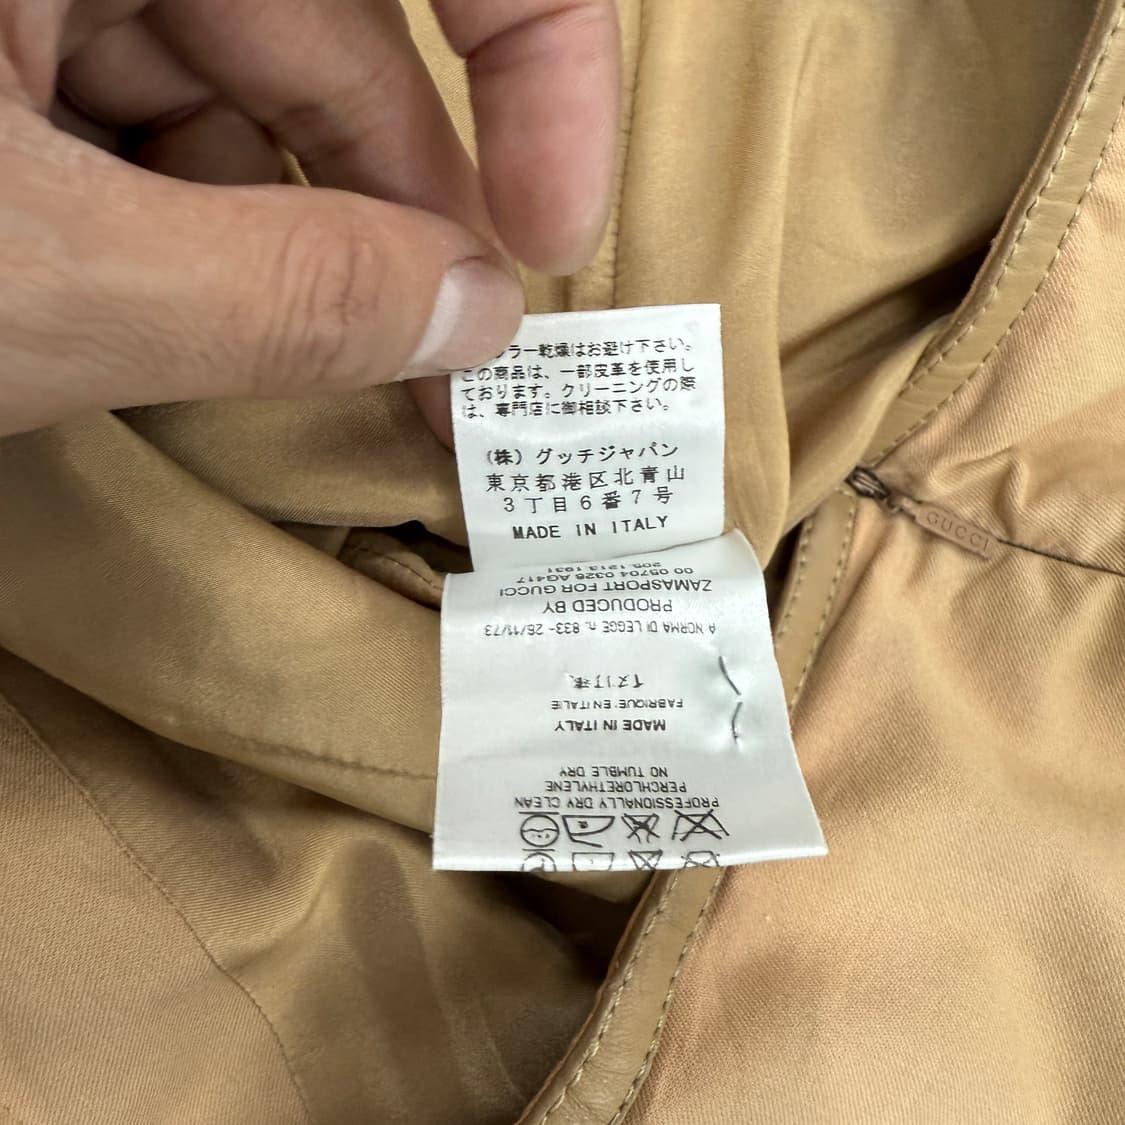 ラー乾燥はお避け下さい。
この商品は、一部皮革を使用し
ております。クリーニングの際
は、専門店に御相談下さい。
(株)グッチジャパン
東京都港区北青山
3丁目6番7号
MADE IN ITALY
GUCCI
PROFESSIONALLY DRY CLEAN
PERCHLORETHYLENE
NO TUMBLE DRY
MADE IN ITALY
FABRIQUE' EN ITALIE
A NORMA DI LEGGE n. 833- 26/11/73
PRODUCED BY
ZAMASPORT FOR GUCCI
00 05704 0326 AG417
205.1213.1931